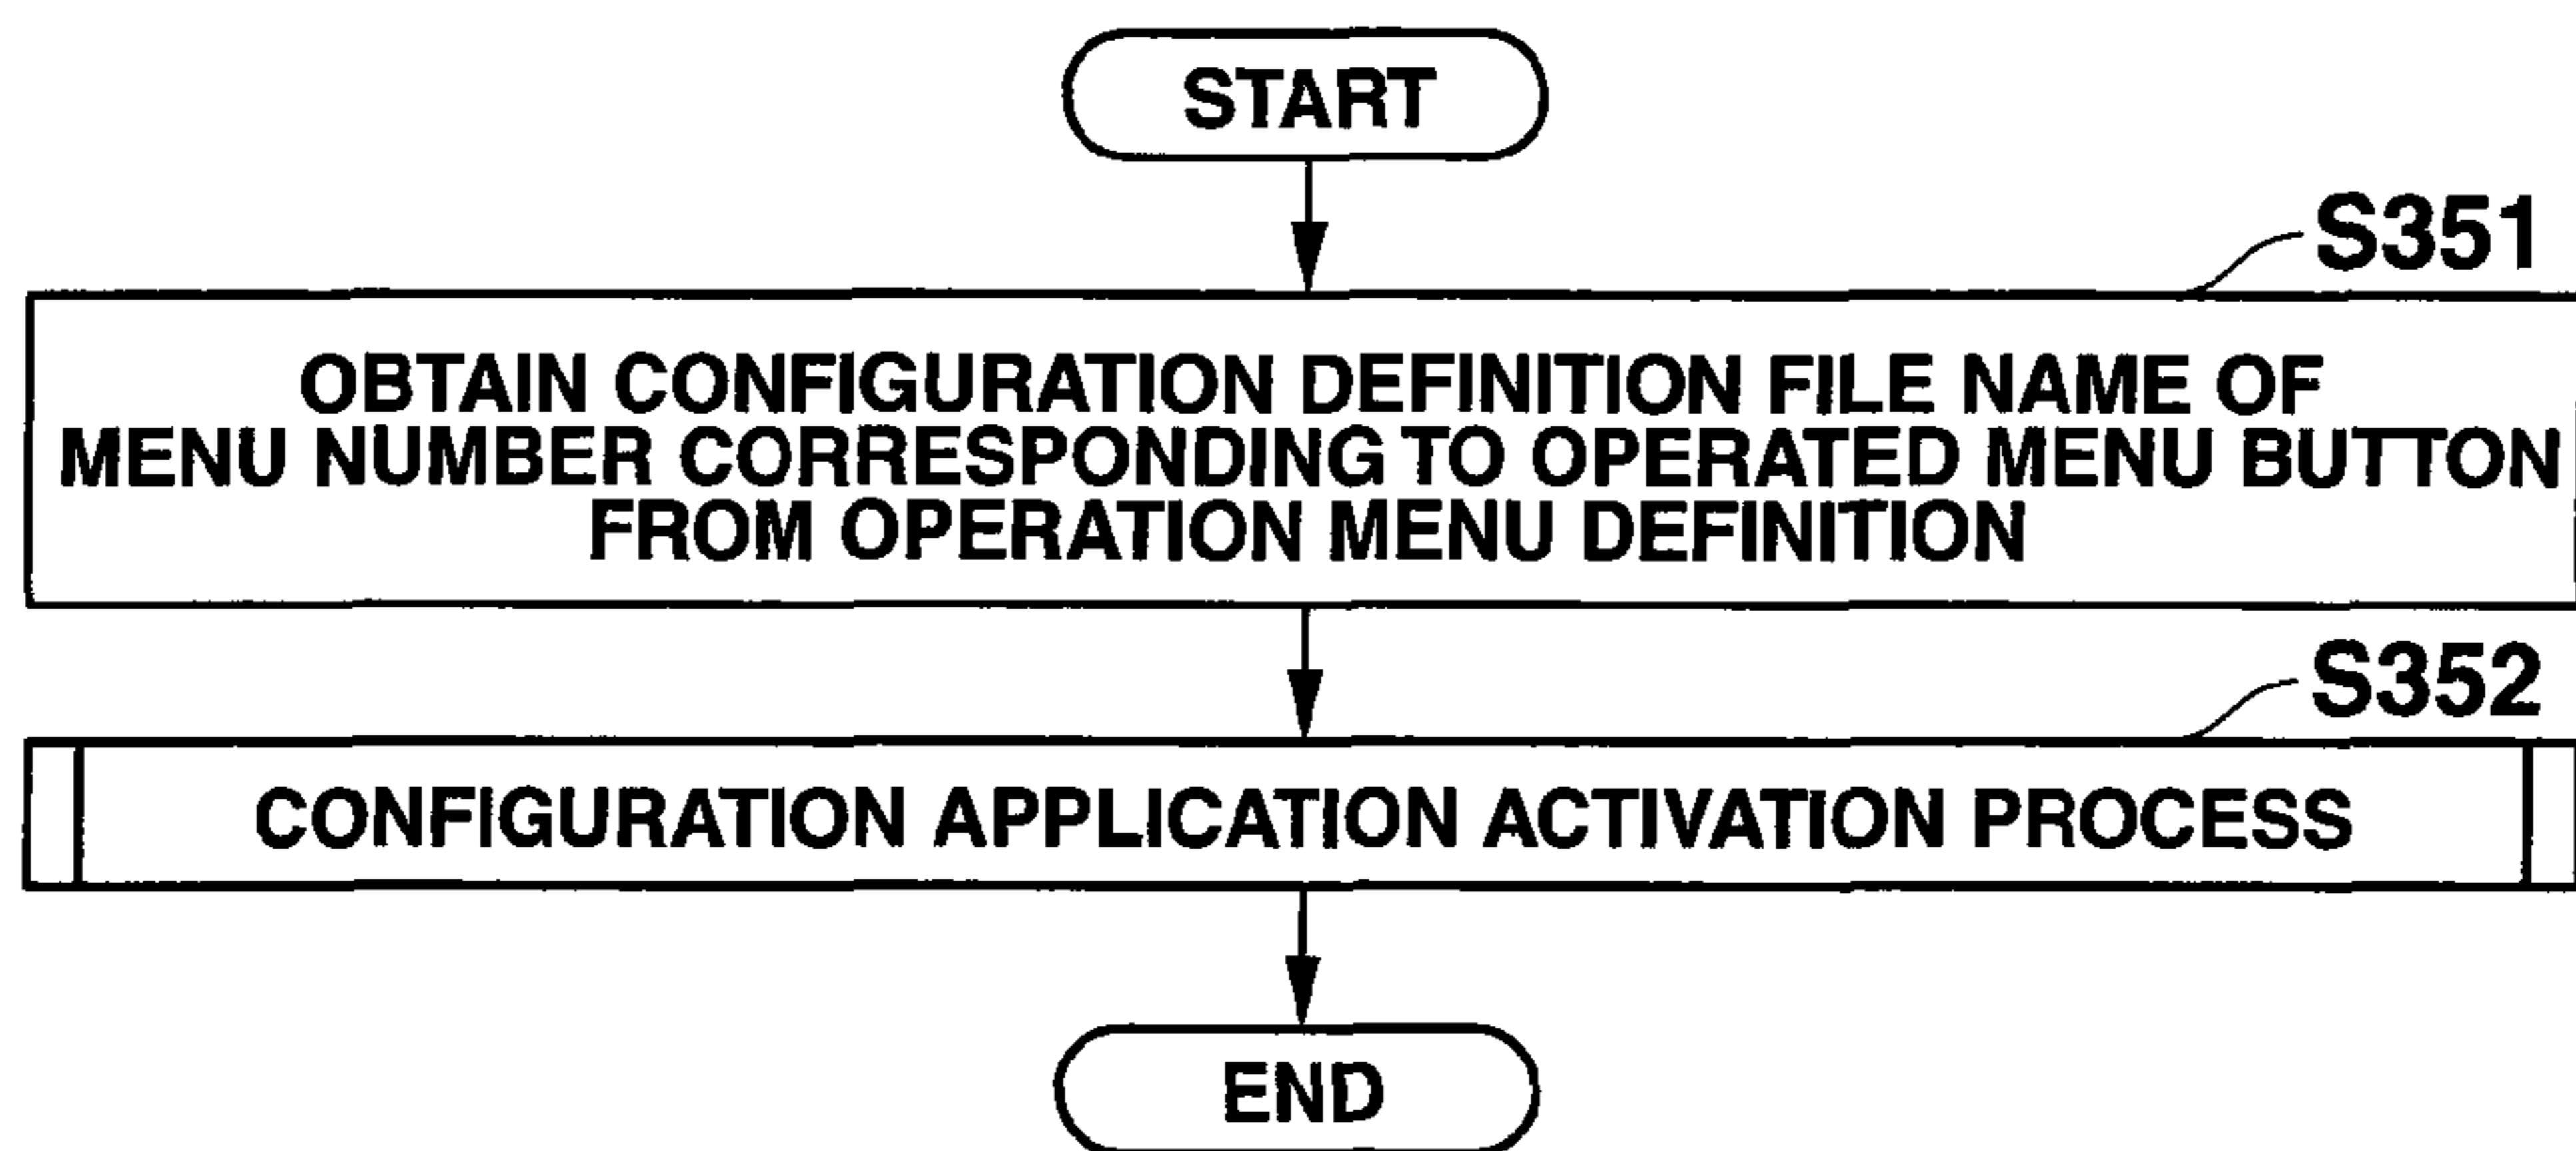 START
S351
OBTAIN CONFIGURATION DEFINITION FILE NAME OF
MENU NUMBER CORRESPONDING TO OPERATED MENU BUTTON
FROM OPERATION MENU DEFINITION
S352
CONFIGURATION APPLICATION ACTIVATION PROCESS
END